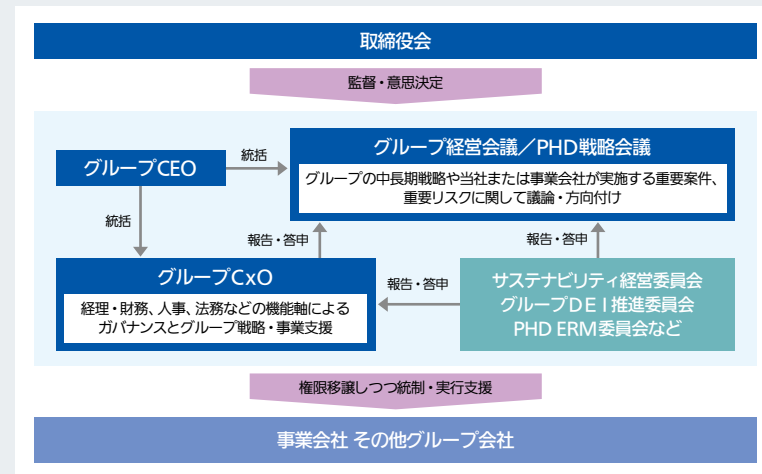 取締役会
監督・意思決定
グループCEO
統括
グループ経営会議／PHD戦略会議
グループの中長期戦略や当社または事業会社が実施する重要案件、
重要リスクに関して議論・方向付け
統括
報告・答申
報告・答申
グループCxO
経理・財務、人事、法務などの機能軸による
ガバナンスとグループ戦略・事業支援
報告・答申
サステナビリティ経営委員会
グループDEI推進委員会
PHD ERM委員会など
権限移譲しつつ統制・実行支援
事業会社 その他グループ会社